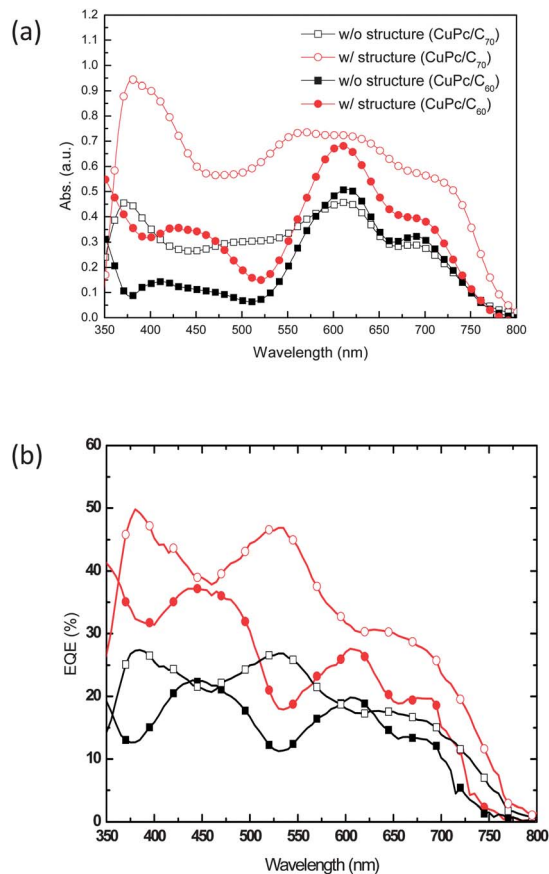 (a)
1.2
1.1
1.0
0.9
0.8
0.7
0.6
0.5
0.4
0.3
0.2
0.1
0.0
Abs. (a.u.)
w/o structure (CuPc/C70)
w/ structure (CuPc/C70)
w/o structure (CuPc/C60)
w/ structure (CuPc/C60)
350 400 450 500 550 600 650 700 750 800
Wavelength (nm)
(b)
60
50
40
30
20
10
0
EQE (%)
350 400 450 500 550 600 650 700 750 800
Wavelength (nm)